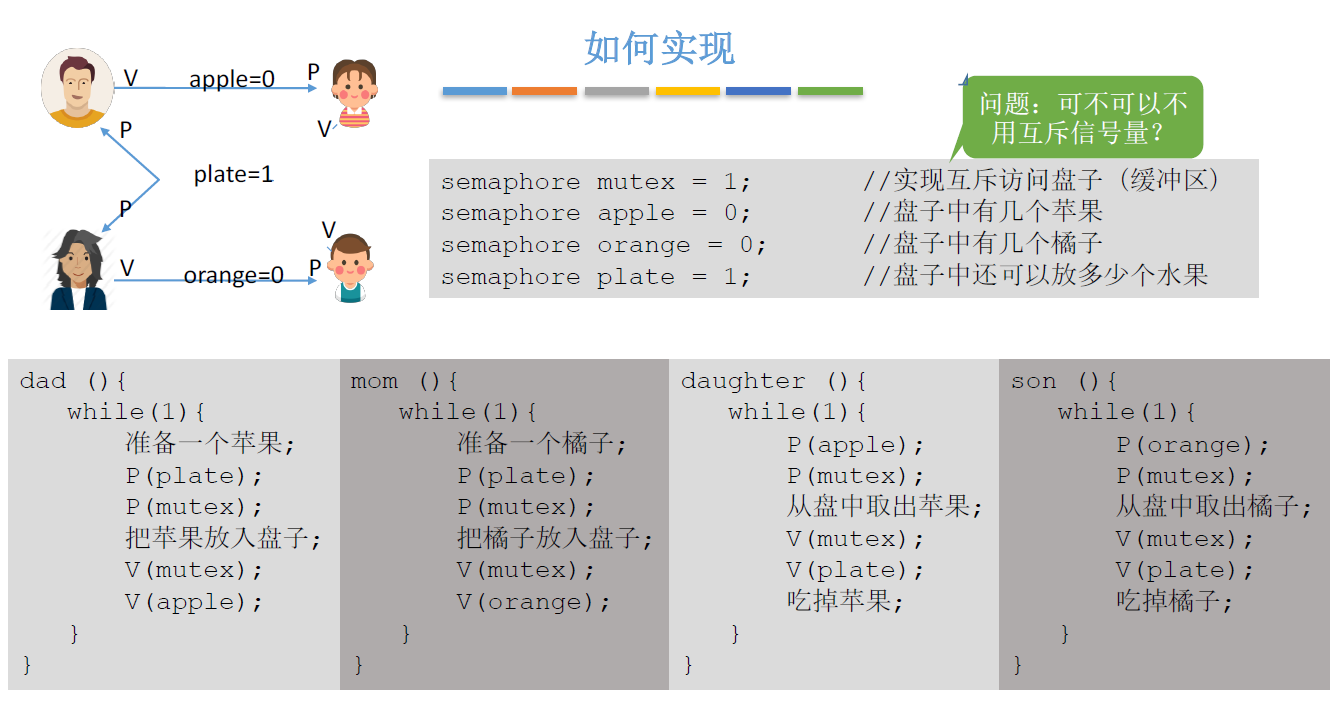 如何实现
V
apple=0
P
V
P
plate=1
P
V
V
orange=0
P
问题：可不可以不
用互斥信号量？
semaphore mutex = 1; //实现互斥访问盘子（缓冲区）
semaphore apple = 0; //盘子中有几个苹果
semaphore orange = 0; //盘子中有几个橘子
semaphore plate = 1; //盘子中还可以放多少个水果
dad (){
while(1){
准备一个苹果;
P(plate);
P(mutex);
把苹果放入盘子;
V(mutex);
V(apple);
}
}
mom (){
while(1){
准备一个橘子;
P(plate);
P(mutex);
把橘子放入盘子;
V(mutex);
V(orange);
}
}
daughter (){
while(1){
P(apple);
P(mutex);
从盘中取出苹果;
V(mutex);
V(plate);
吃掉苹果;
}
}
son (){
while(1){
P(orange);
P(mutex);
从盘中取出橘子;
V(mutex);
V(plate);
吃掉橘子;
}
}